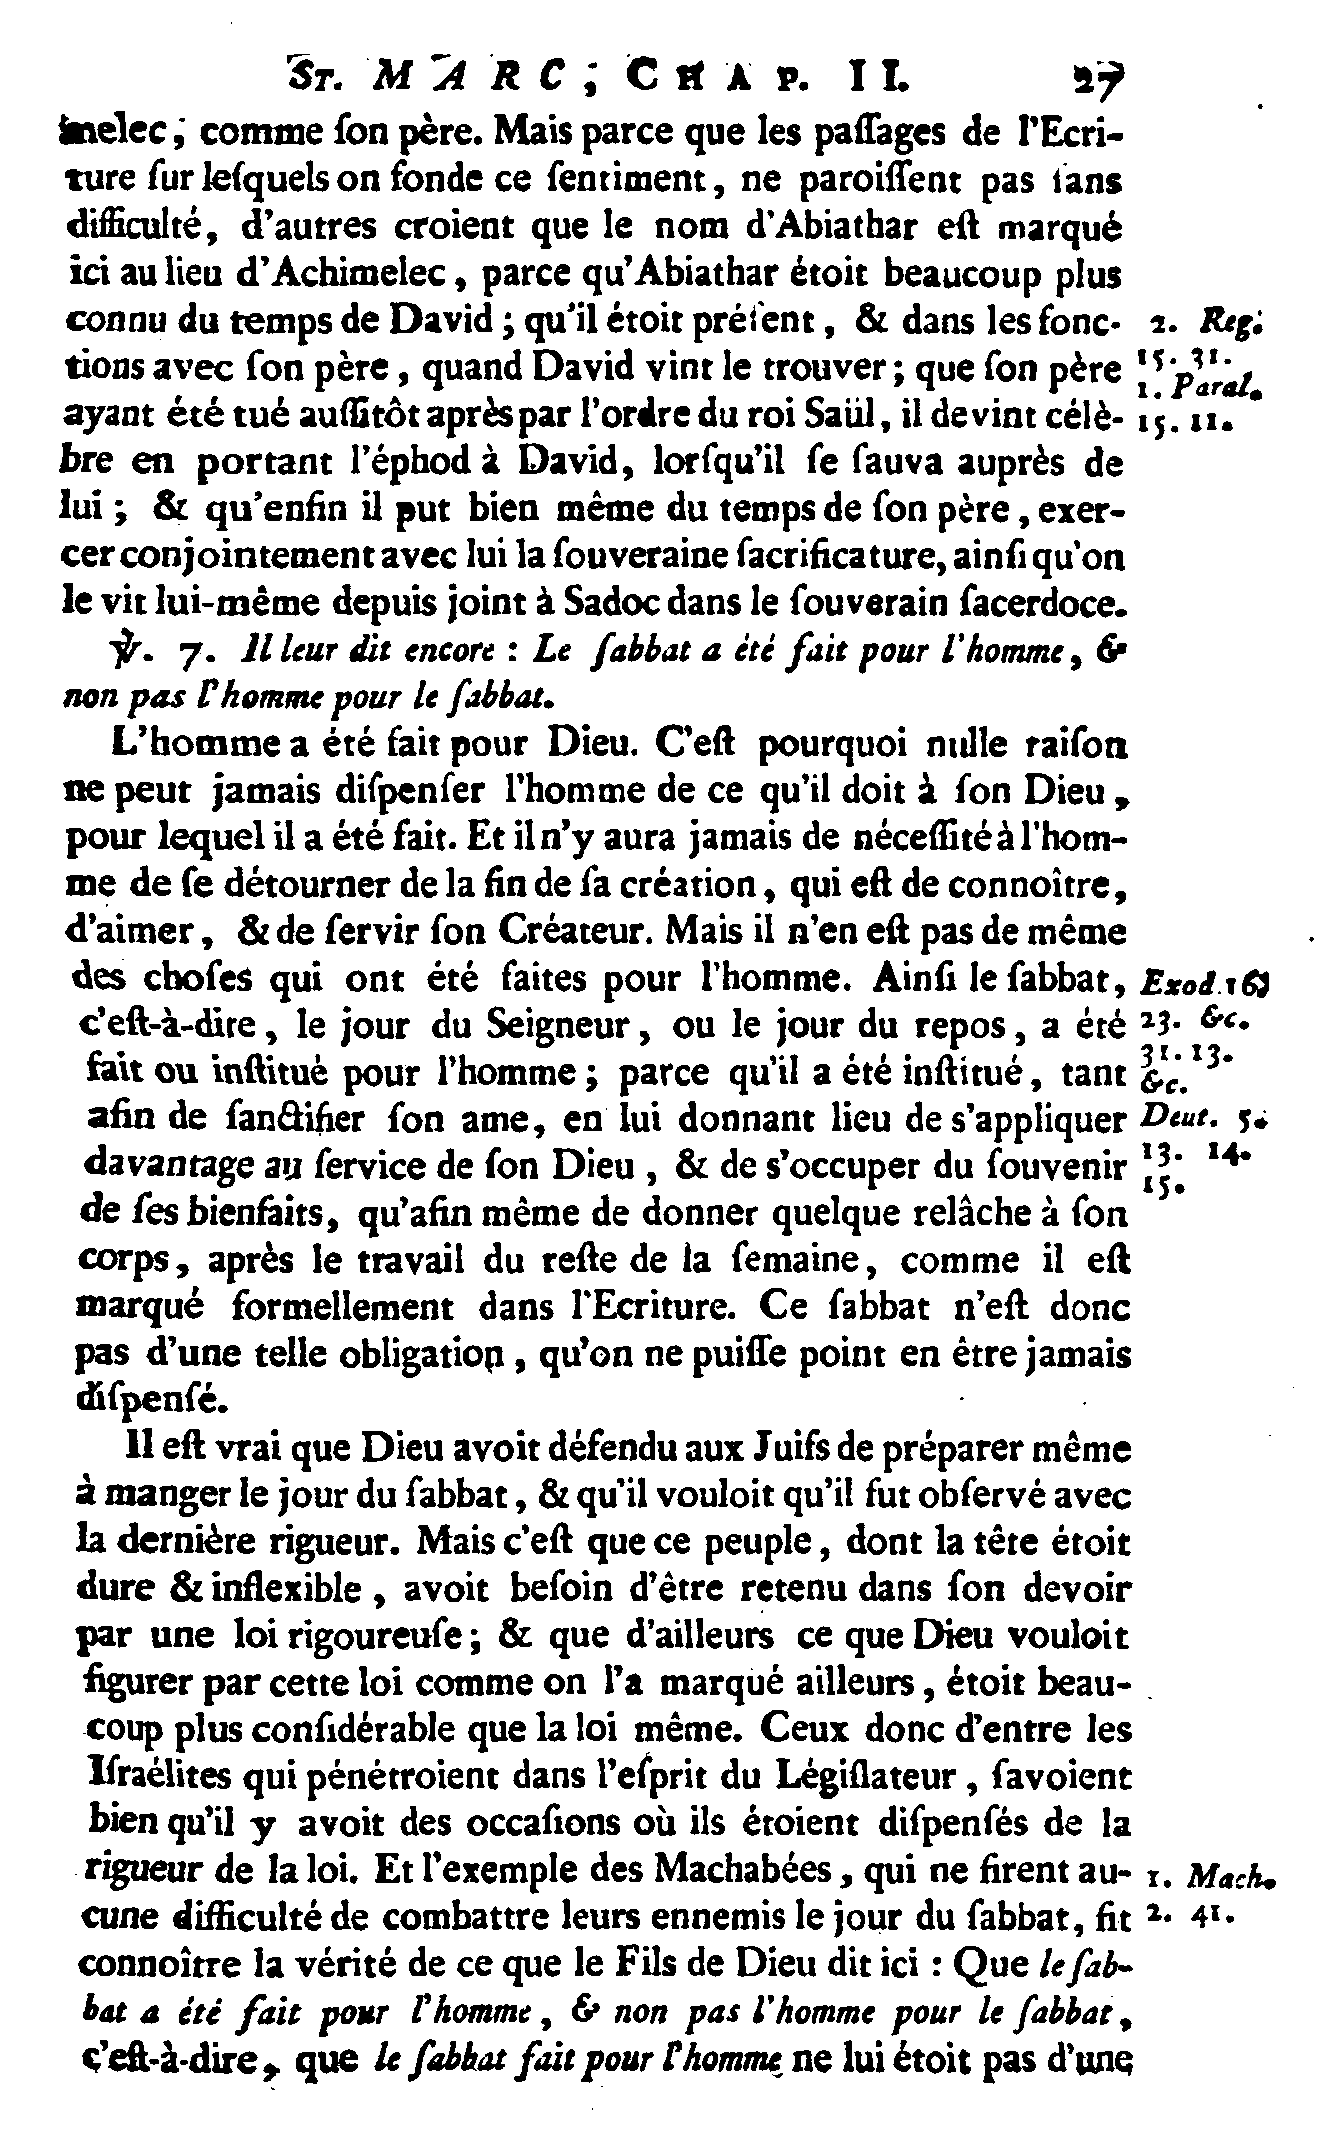 ST. MARC, CHAP. II. 27
imelec; comme ſon père. Mais parce que les paſſages de l'Ecri-
ture ſur leſquels on fonde ce ſentiment, ne paroiſſent pas ſans
difficulté, d'autres croient que le nom d'Abiathar eſt marqué
ici au lieu d'Achimelec, parce qu'Abiathar étoit beaucoup plus
connu du temps de David; qu'il étoit préſent, & dans les fonc-
2. Reg.
tions avec ſon père, quand David vint le trouver; que ſon père
15. 31.
1. Paral.
ayant été tué auſſitôt après par l'ordre du roi Saül, il devint célè-
15. 11.
bre en portant l'éphod à David, lorſqu'il ſe ſauva auprès de
lui; & qu'enfin il put bien même du temps de ſon père, exer-
cer conjointement avec lui la ſouveraine ſacrificature, ainſi qu'on
le vit lui-même depuis joint à Sadoc dans le ſouverain ſacerdoce.
℣. 7. Il leur dit encore : Le ſabbat a été fait pour l'homme, &
non pas l'homme pour le ſabbat.
L'homme a été fait pour Dieu. C'eſt pourquoi nulle raiſon
ne peut jamais diſpenſer l'homme de ce qu'il doit à ſon Dieu,
pour lequel il a été fait. Et il n'y aura jamais de néceſſité à l'hom-
me de ſe détourner de la fin de ſa création, qui eſt de connoître,
d'aimer, & de ſervir ſon Créateur. Mais il n'en eſt pas de même
des choſes qui ont été faites pour l'homme. Ainſi le ſabbat,
Exod. 16.
c'eſt-à-dire, le jour du Seigneur, ou le jour du repos, a été
23. &c.
fait ou inſtitué pour l'homme; parce qu'il a été inſtitué, tant
31. 13.
&c.
afin de ſanctifier ſon ame, en lui donnant lieu de s'appliquer
Deut. 5.
davantage au ſervice de ſon Dieu, & de s'occuper du ſouvenir
13. 14.
15.
de ſes bienfaits, qu'afin même de donner quelque relâche à ſon
corps, après le travail du reſte de la ſemaine, comme il eſt
marqué formellement dans l'Ecriture. Ce ſabbat n'eſt donc
pas d'une telle obligation, qu'on ne puiſſe point en être jamais
diſpenſé.
Il eſt vrai que Dieu avoit défendu aux Juifs de préparer même
à manger le jour du ſabbat, & qu'il vouloit qu'il fut obſervé avec
la dernière rigueur. Mais c'eſt que ce peuple, dont la tête étoit
dure & inflexible, avoit beſoin d'être retenu dans ſon devoir
par une loi rigoureuſe; & que d'ailleurs ce que Dieu vouloit
figurer par cette loi comme on l'a marqué ailleurs, étoit beau-
coup plus conſidérable que la loi même. Ceux donc d'entre les
Iſraélites qui pénétroient dans l'eſprit du Légiſlateur, ſavoient
bien qu'il y avoit des occaſions où ils étoient diſpenſés de la
rigueur de la loi. Et l'exemple des Machabées, qui ne firent au-
1. Mach.
cune difficulté de combattre leurs ennemis le jour du ſabbat, fit
2. 41.
connoître la vérité de ce que le Fils de Dieu dit ici : Que le ſab-
bat a été fait pour l'homme, & non pas l'homme pour le ſabbat,
c'eſt-à-dire, que le ſabbat fait pour l'homme ne lui étoit pas d'une